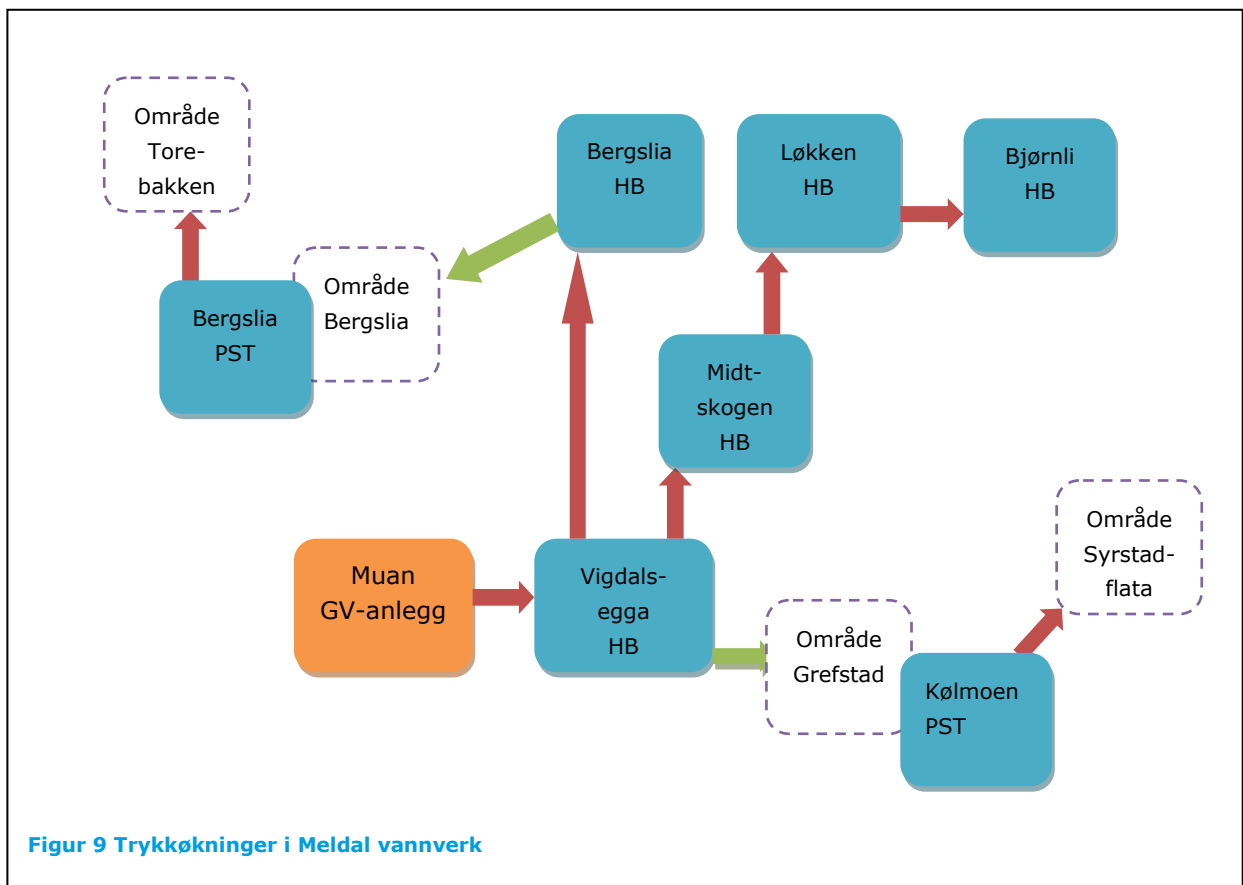 Område
Tore-
bakken
Bergslia
HB
Løkken
HB
Bjørnli
HB
Område
Bergslia
Bergslia
PST
Midt-
skogen
HB
Område
Syrstad-
flata
Muan
GV-anlegg
Vigdals-
egga
HB
Område
Grefstad
Kølmoen
PST
Figur 9 Trykkøkninger i Meldal vannverk